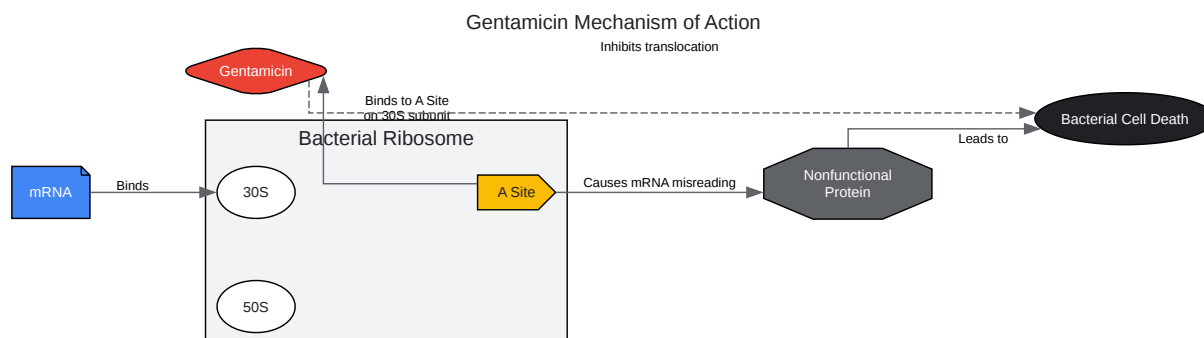 Gentamicin Mechanism of Action
Inhibits translocation
Gentamicin
Binds to A Site
on 30S subunit
Bacterial Cell Death
Bacterial Ribosome
Leads to
mRNA
Binds
30S
A Site
Causes mRNA misreading
Nonfunctional
Protein
50S